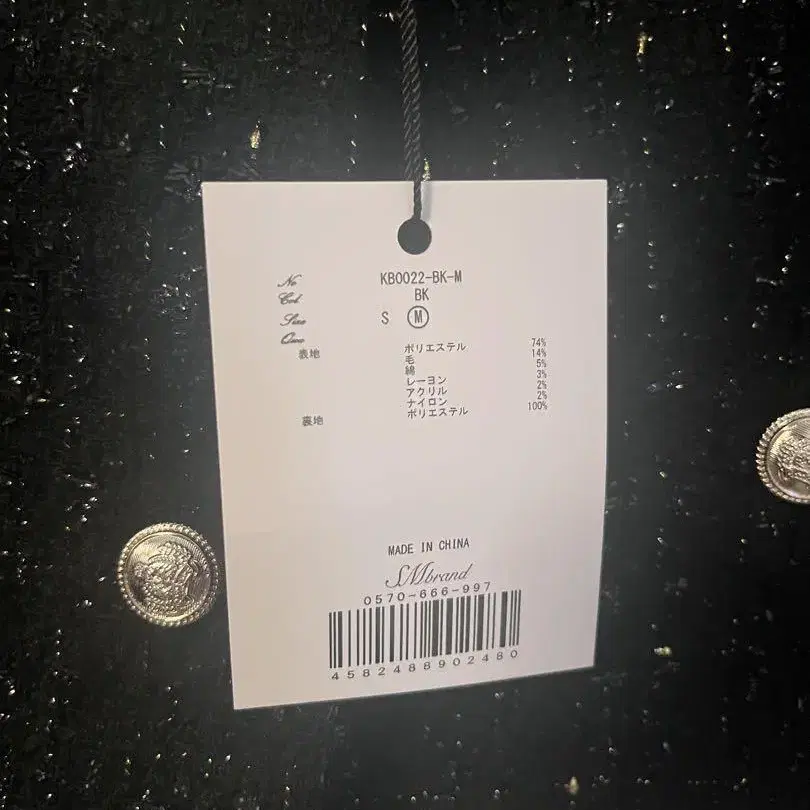 No KB0022-BK-M
Col BK
Size S M
Qua
表地 ポリエステル 74%
毛 14%
綿 5%
レーヨン 3%
アクリル 2%
ナイロン 2%
裏地 ポリエステル 100%
MADE IN CHINA
SMbrand
0570-666-997
4582488902480